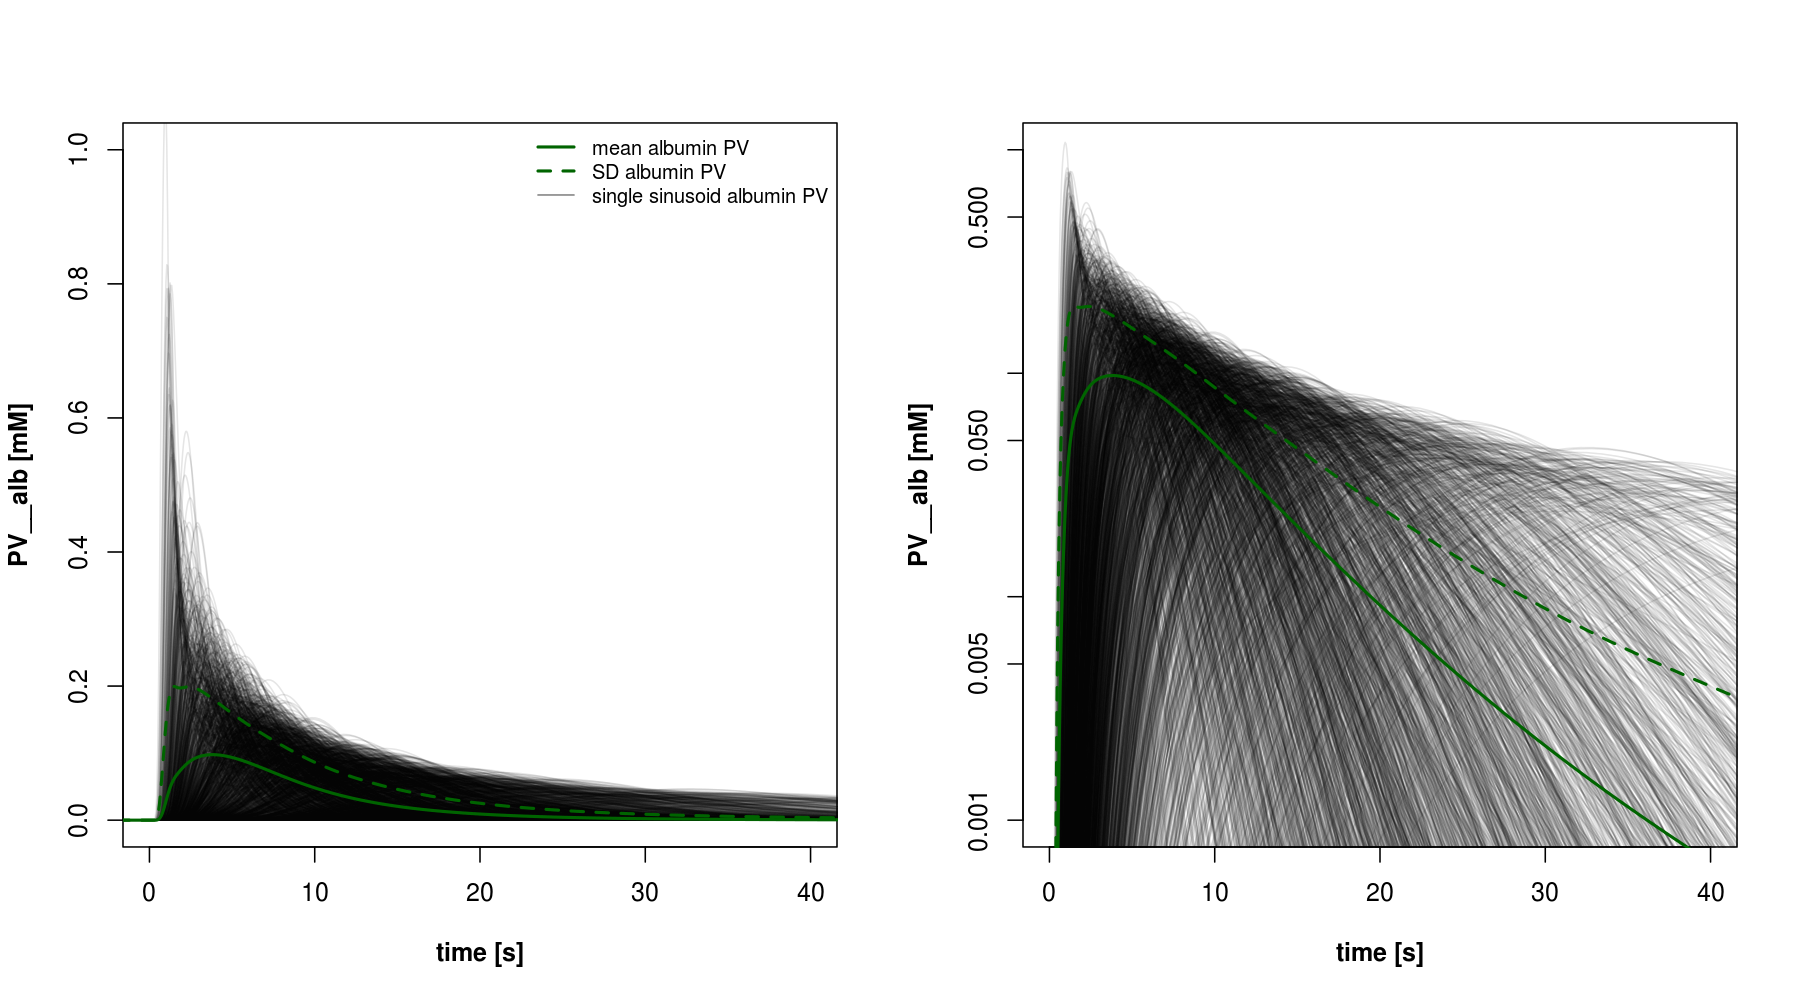 mean albumin PV
SD albumin PV
single sinusoid albumin PV
PV__alb [mM]
1.0
0.8
0.6
0.4
0.2
0.0
0 10 20 30 40
time [s]
PV__alb [mM]
0.500
0.050
0.005
0.001
0 10 20 30 40
time [s]